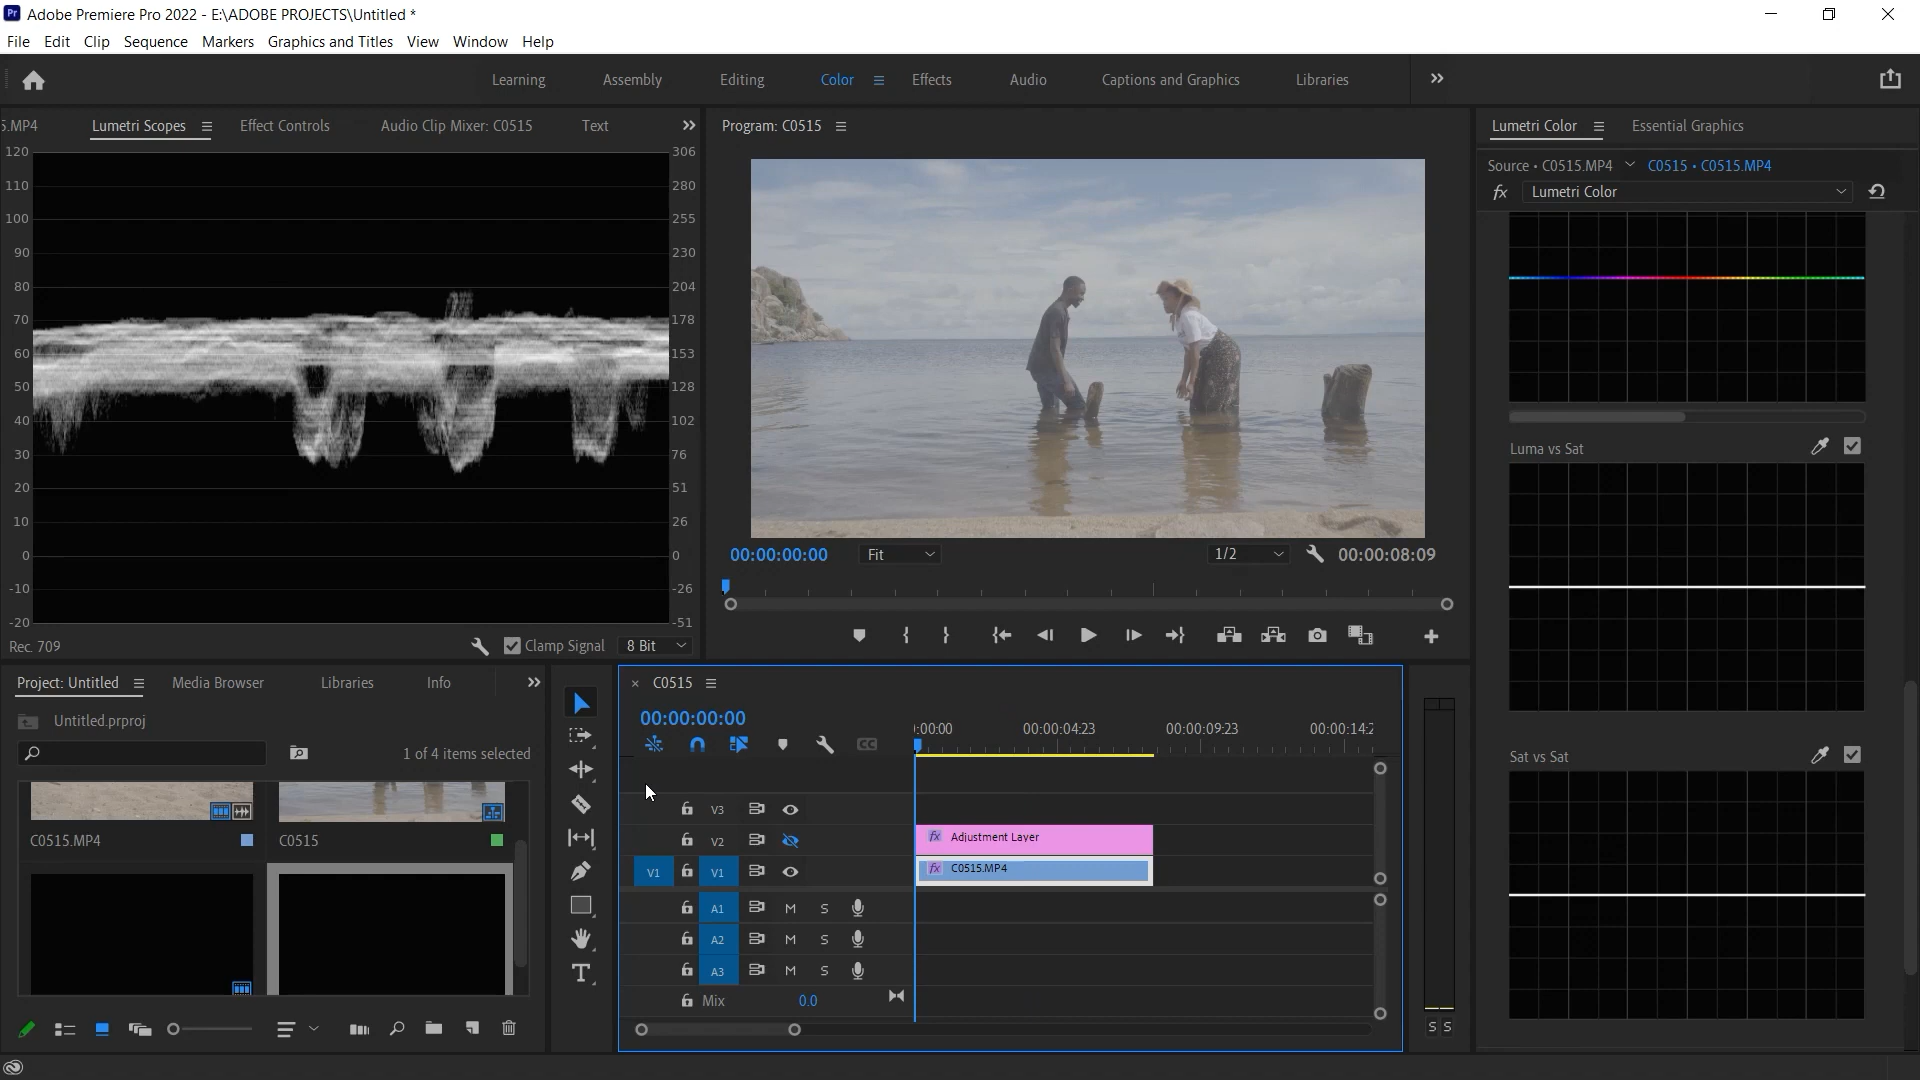 Pr Adobe Premiere Pro 2022 - E:\ADOBE PROJECTS\Untitled *
File Edit Clip Sequence Markers Graphics and Titles View Window Help
Learning Assembly Editing Color Effects Audio Captions and Graphics Libraries
5.MP4 Lumetri Scopes Effect Controls Audio Clip Mixer: C0515 Text
120 306
110 280
100 255
90 230
80 204
70 178
60 153
50 128
40 102
30 76
20 51
10 26
0 0
-10 -26
-20 -51
Rec. 709 Clamp Signal 8 Bit
Program: C0515
00:00:00:00 Fit 1/2 00:00:08:09
Lumetri Color Essential Graphics
Source • C0515.MP4 C0515 • C0515.MP4
fx Lumetri Color
Luma vs Sat
Sat vs Sat
Project: Untitled Media Browser Libraries Info
Untitled.prproj
1 of 4 items selected
C0515.MP4 C0515
× C0515
00:00:00:00
:00:00 00:00:04:23 00:00:09:23 00:00:14:2
CC
V3
V2 fx Adjustment Layer
V1 V1 fx C0515.MP4
A1 M S
A2 M S
A3 M S
Mix 0.0
T
S S